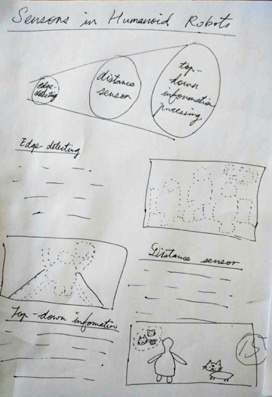 Sensors in Humanoid Robots
edge-
detecting
distance
sensor
top-
down
information
processing
Edge-detecting
Distance sensor
Top-down information
15